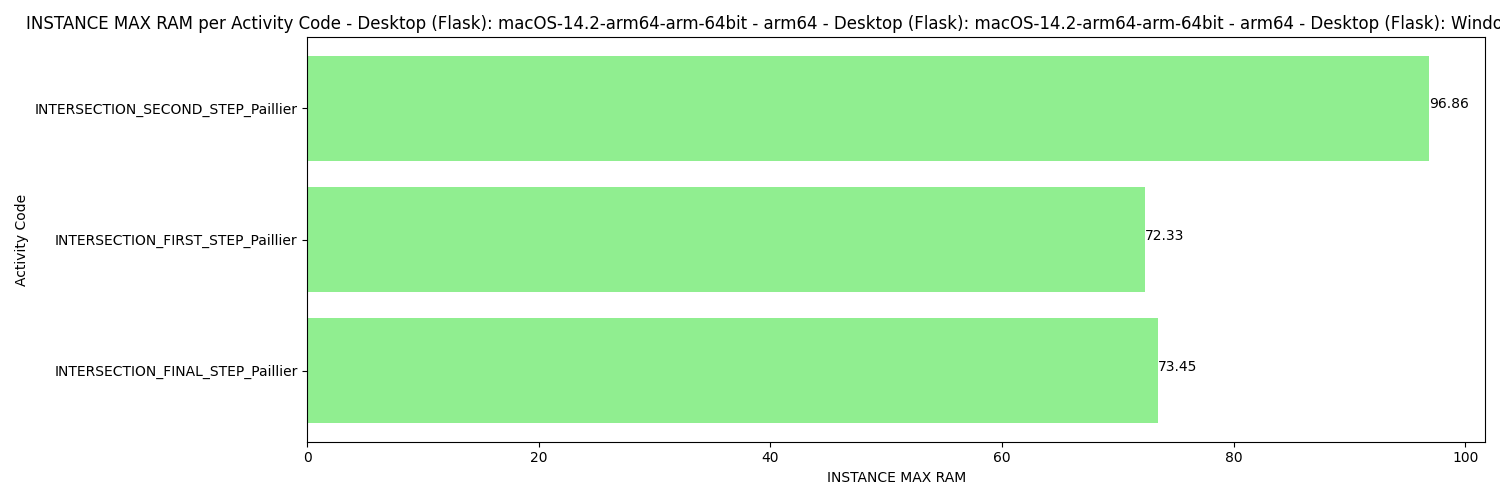 INSTANCE MAX RAM per Activity Code - Desktop (Flask): macOS-14.2-arm64-arm-64bit - arm64 - Desktop (Flask): macOS-14.2-arm64-arm-64bit - arm64 - Desktop (Flask):
INTERSECTION_SECOND_STEP_Paillier
96.86
INTERSECTION_FIRST_STEP_Paillier
72.33
INTERSECTION_FINAL_STEP_Paillier
73.45
Activity Code
0 20 40 60 80 100
INSTANCE MAX RAM